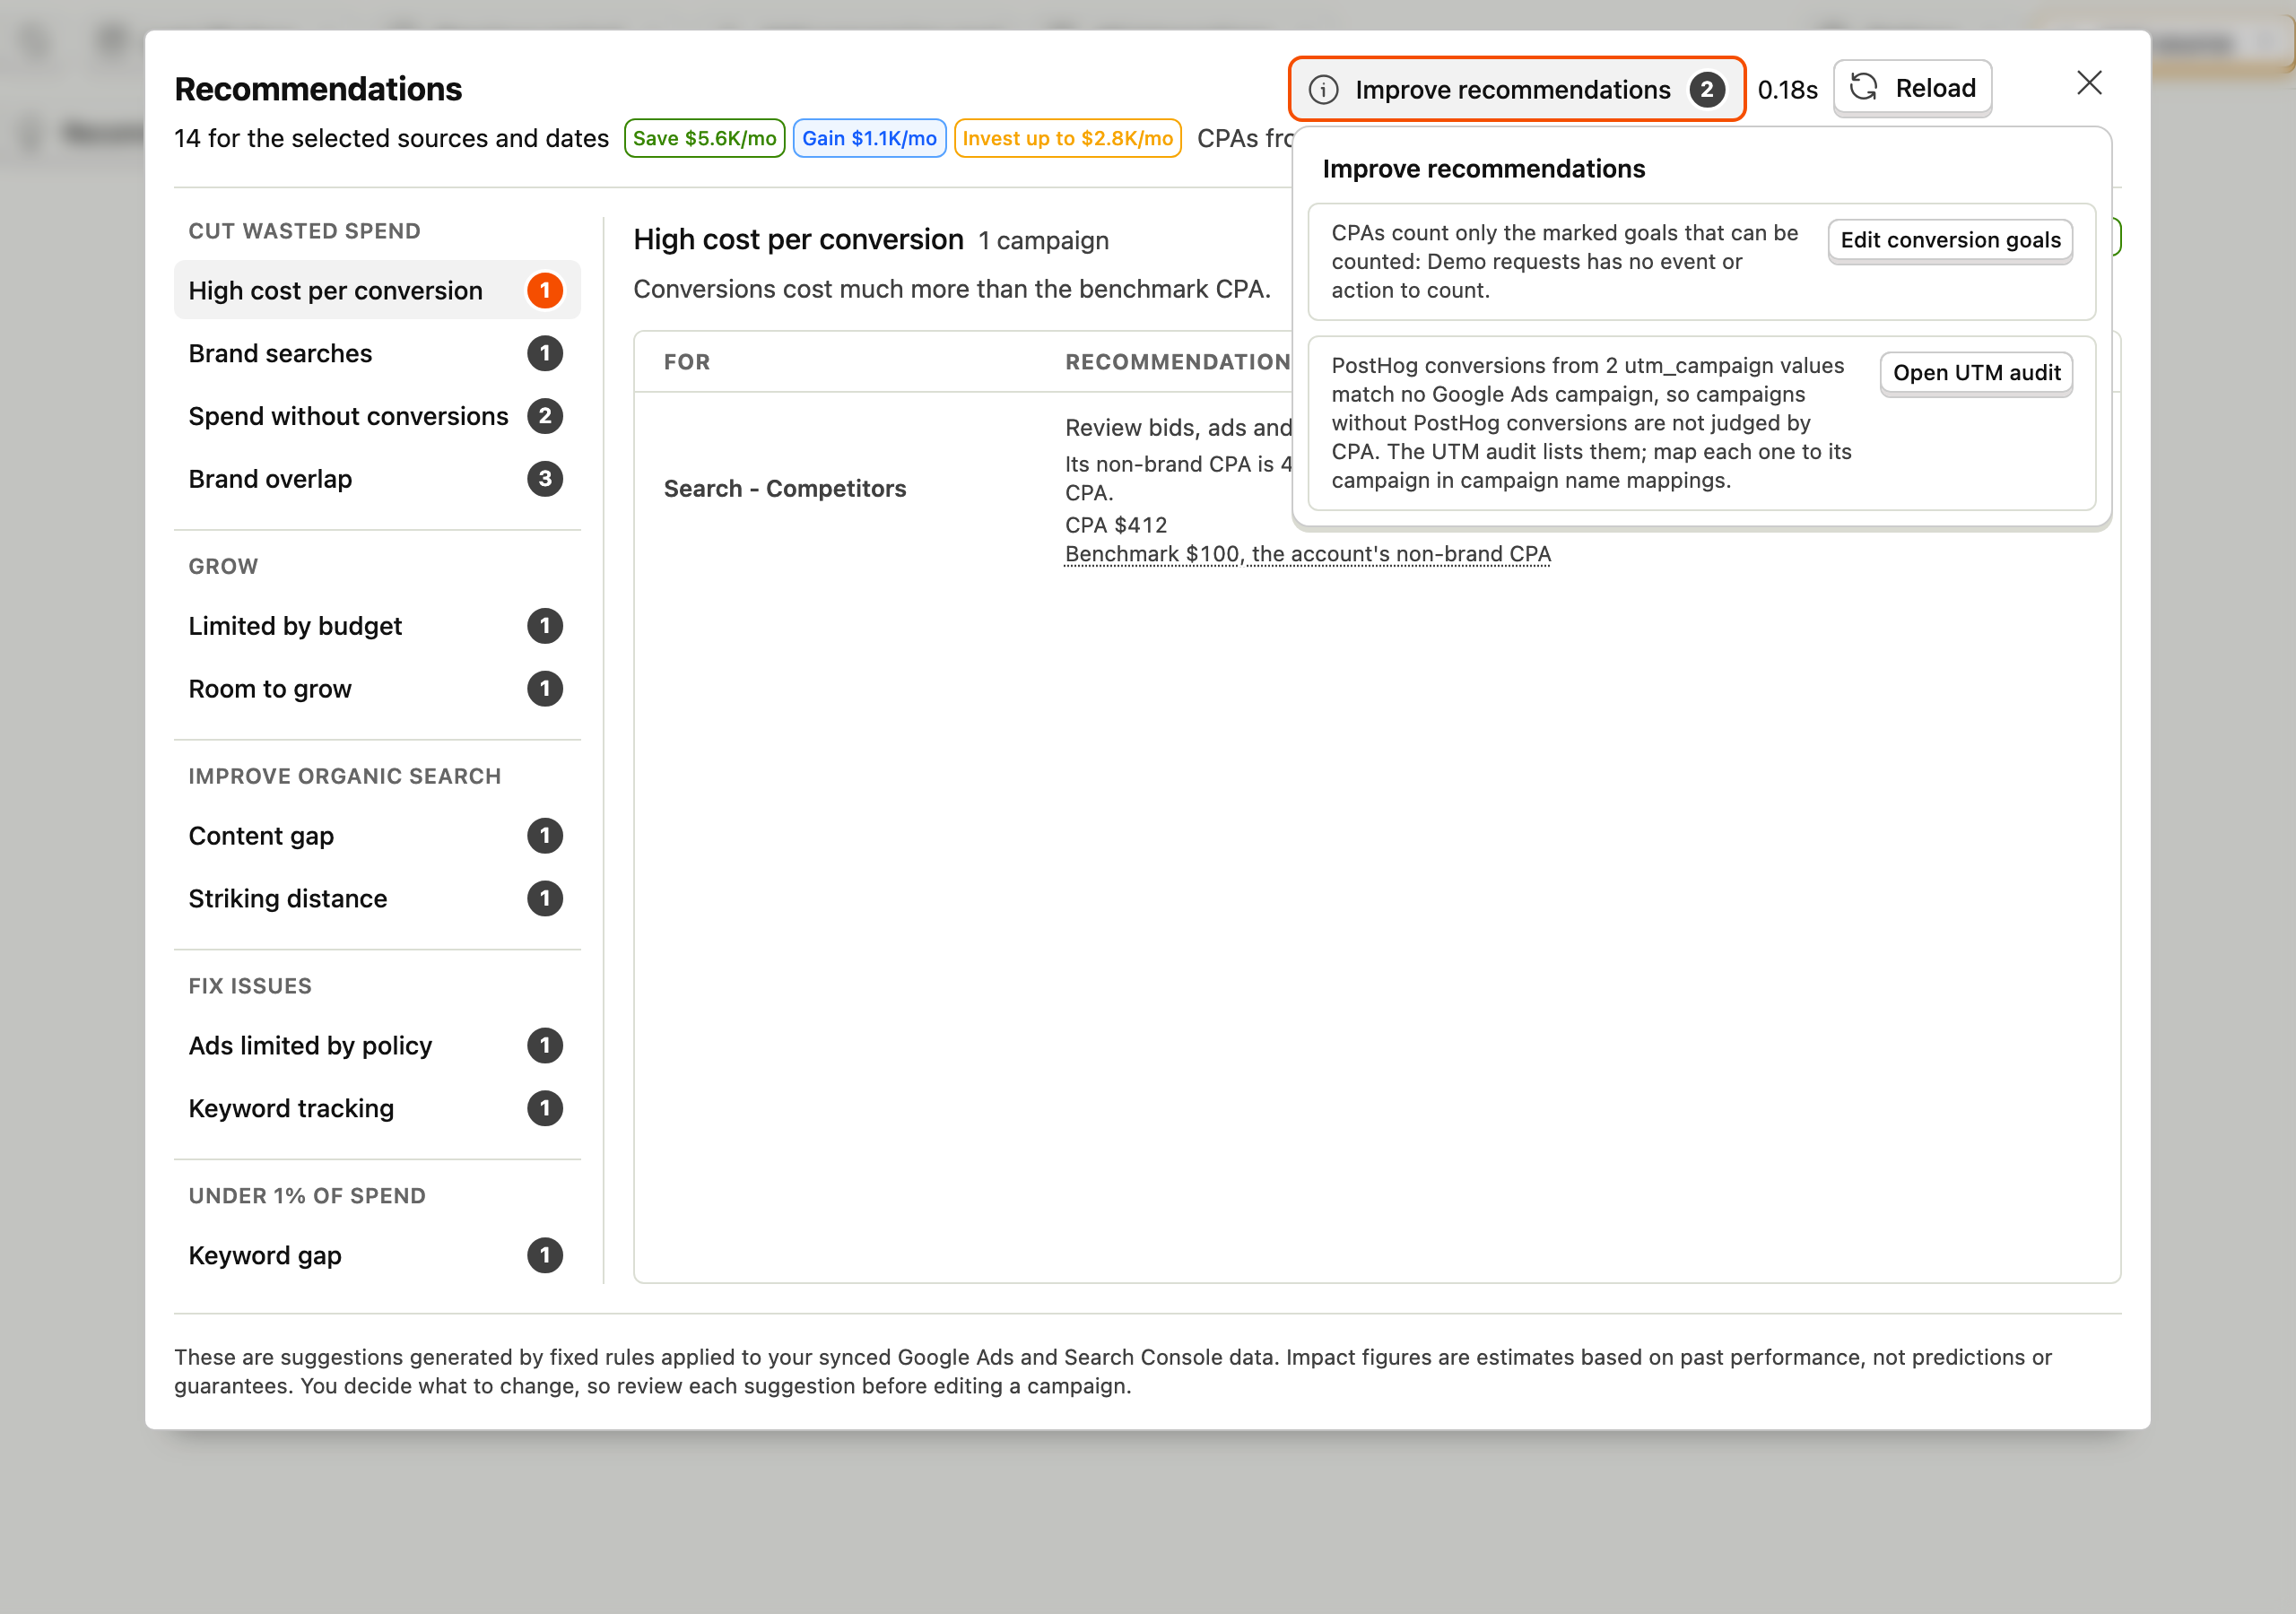 Recommendations
Improve recommendations 2
0.18s
Reload
14 for the selected sources and dates
Save $5.6K/mo
Gain $1.1K/mo
Invest up to $2.8K/mo
CPAs
Improve recommendations
CPAs count only the marked goals that can be
counted: Demo requests has no event or
action to count.
Edit conversion goals
PostHog conversions from 2 utm_campaign values
match no Google Ads campaign, so campaigns
without PostHog conversions are not judged by
CPA. The UTM audit lists them; map each one to its
campaign in campaign name mappings.
Open UTM audit
CUT WASTED SPEND
High cost per conversion 1
Brand searches 1
Spend without conversions 2
Brand overlap 3
GROW
Limited by budget 1
Room to grow 1
IMPROVE ORGANIC SEARCH
Content gap 1
Striking distance 1
FIX ISSUES
Ads limited by policy 1
Keyword tracking 1
UNDER 1% OF SPEND
Keyword gap 1
High cost per conversion 1 campaign
Conversions cost much more than the benchmark CPA.
FOR
RECOMMENDATION
Search - Competitors
Review bids, ads and
Its non-brand CPA is 4
CPA.
CPA $412
Benchmark $100, the account's non-brand CPA
These are suggestions generated by fixed rules applied to your synced Google Ads and Search Console data. Impact figures are estimates based on past performance, not predictions or
guarantees. You decide what to change, so review each suggestion before editing a campaign.